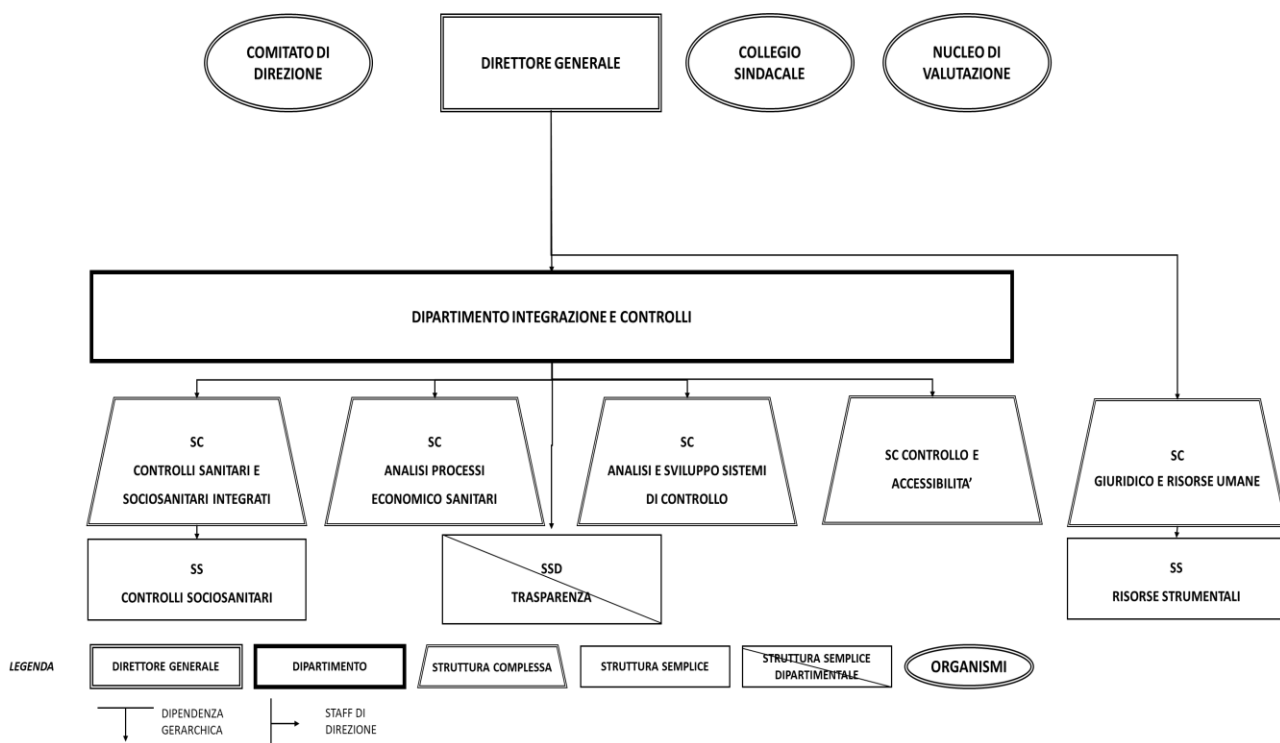 COMITATO DI
DIREZIONE
DIRETTORE GENERALE
COLLEGIO
SINDACALE
NUCLEO DI
VALUTAZIONE
DIPARTIMENTO INTEGRAZIONE E CONTROLLI
SC
CONTROLLI SANITARI E
SOCIOSANITARI INTEGRATI
SC
ANALISI PROCESSI
ECONOMICO SANITARI
SC
ANALISI E SVILUPPO SISTEMI
DI CONTROLLO
SC CONTROLLO E
ACCESSIBILITA’
SC
GIURIDICO E RISORSE UMANE
SS
CONTROLLI SOCIOSANITARI
SSD
TRASPARENZA
SS
RISORSE STRUMENTALI
LEGENDA
DIRETTORE GENERALE
DIPARTIMENTO
STRUTTURA COMPLESSA
STRUTTURA SEMPLICE
STRUTTURA SEMPLICE
DIPARTIMENTALE
ORGANISMI
DIPENDENZA
GERARCHICA
STAFF DI
DIREZIONE